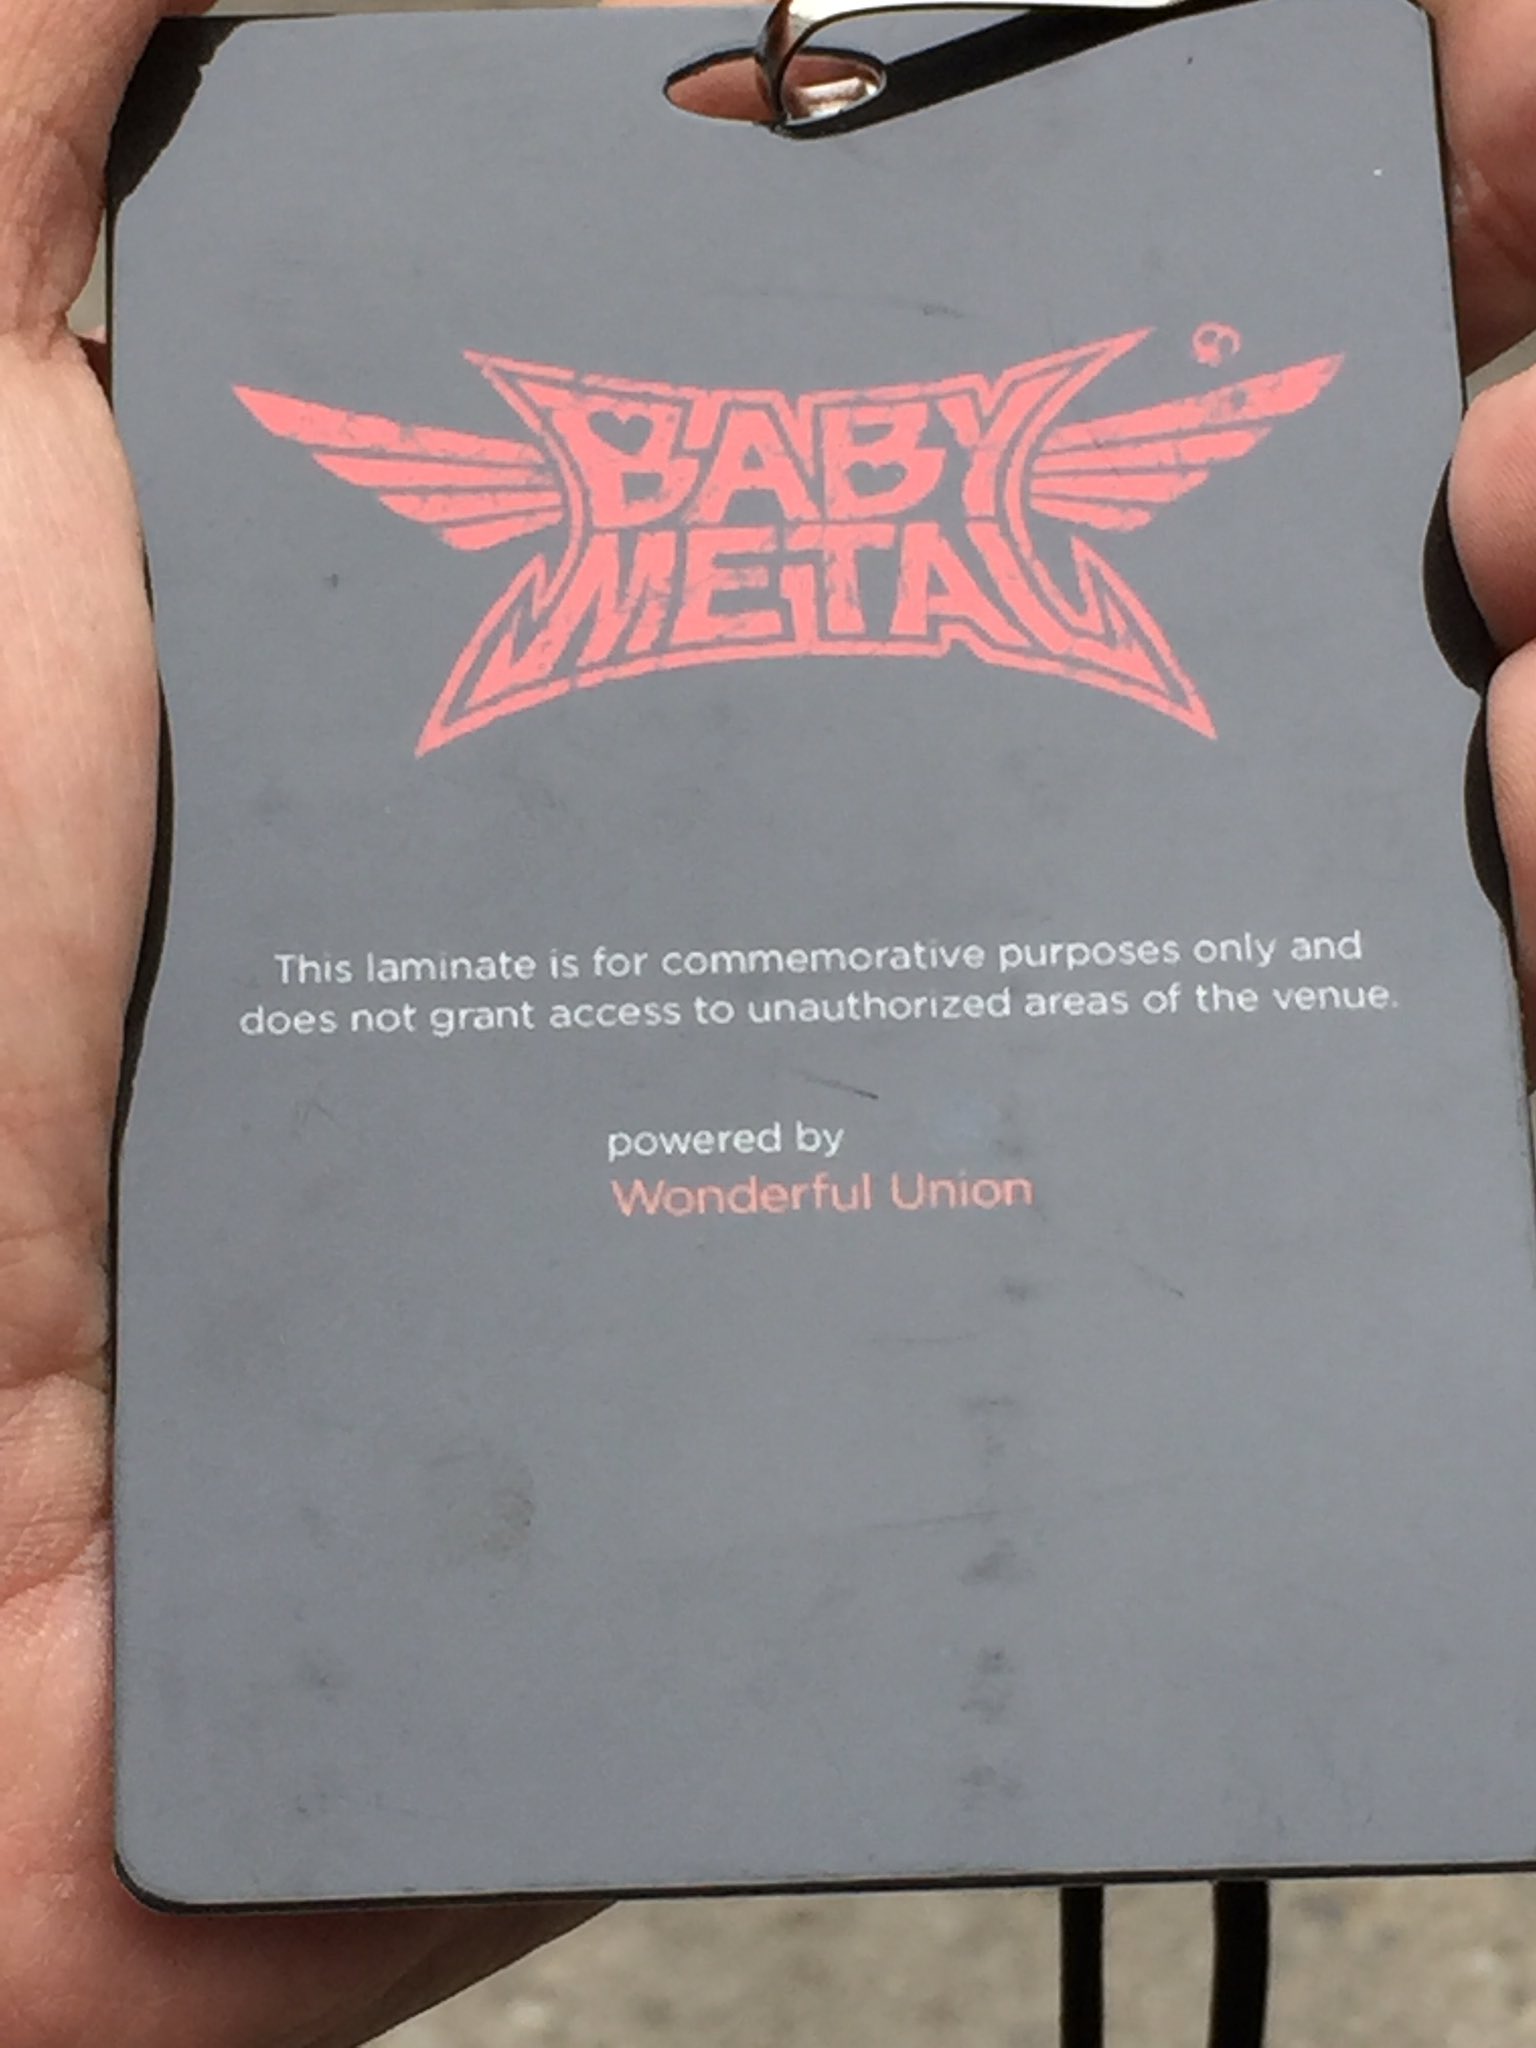 BABY
METAL
This laminate is for commemorative purposes only and
does not grant access to unauthorized areas of the venue.
powered by
Wonderful Union